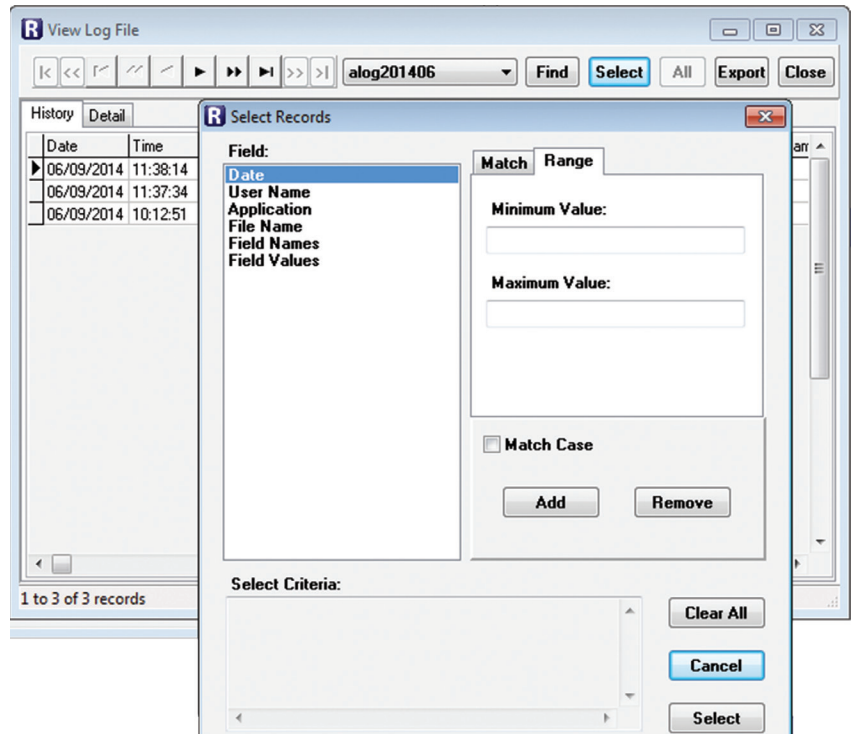 R View Log File
alog201406 Find Select All Export Close
History Detail
Date Time
06/09/2014 11:38:14
06/09/2014 11:37:34
06/09/2014 10:12:51
1 to 3 of 3 records
R Select Records
Field:
Date
User Name
Application
File Name
Field Names
Field Values
Match Range
Minimum Value:
Maximum Value:
Match Case
Add Remove
Select Criteria:
Clear All
Cancel
Select